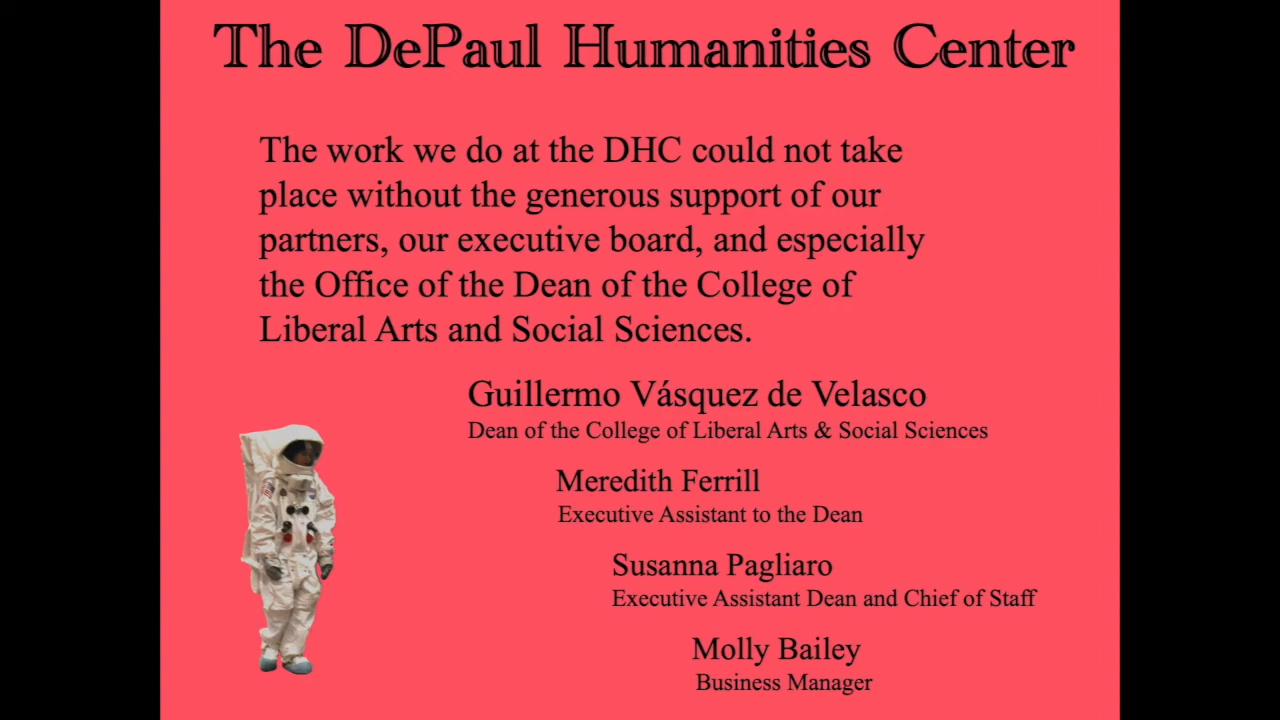 The DePaul Humanities Center
The work we do at the DHC could not take
place without the generous support of our
partners, our executive board, and especially
the Office of the Dean of the College of
Liberal Arts and Social Sciences.
Guillermo Vásquez de Velasco
Dean of the College of Liberal Arts & Social Sciences
Meredith Ferrill
Executive Assistant to the Dean
Susanna Pagliaro
Executive Assistant Dean and Chief of Staff
Molly Bailey
Business Manager